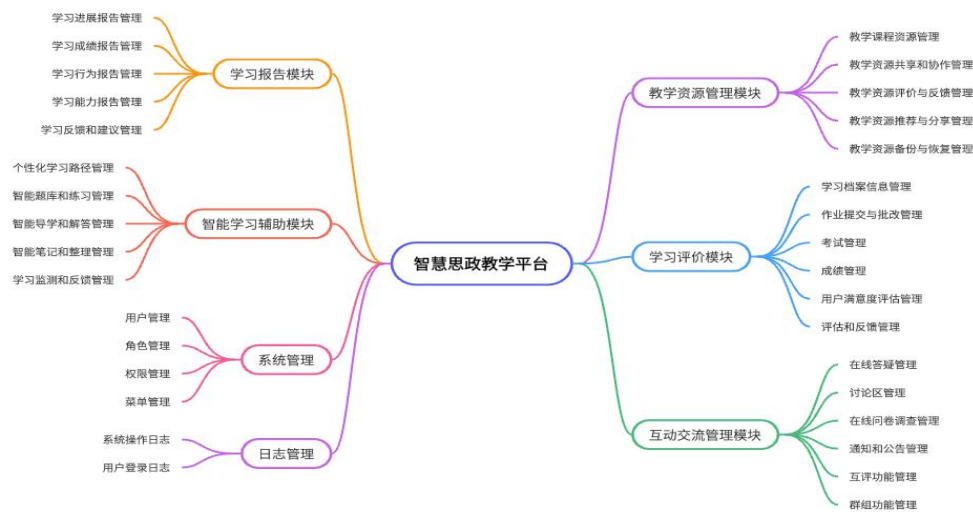 智慧思政教学平台
学习报告模块
学习进展报告管理
学习成绩报告管理
学习行为报告管理
学习能力报告管理
学习反馈和建议管理
智能学习辅助模块
个性化学习路径管理
智能题库和练习管理
智能导学和解答管理
智能笔记和整理管理
学习监测和反馈管理
系统管理
用户管理
角色管理
权限管理
菜单管理
日志管理
系统操作日志
用户登录日志
教学资源管理模块
教学课程资源管理
教学资源共享和协作管理
教学资源评价与反馈管理
教学资源推荐与分享管理
教学资源备份与恢复管理
学习评价模块
学习档案信息管理
作业提交与批改管理
考试管理
成绩管理
用户满意度评估管理
评估和反馈管理
互动交流管理模块
在线答疑管理
讨论区管理
在线问卷调查管理
通知和公告管理
互评功能管理
群组功能管理